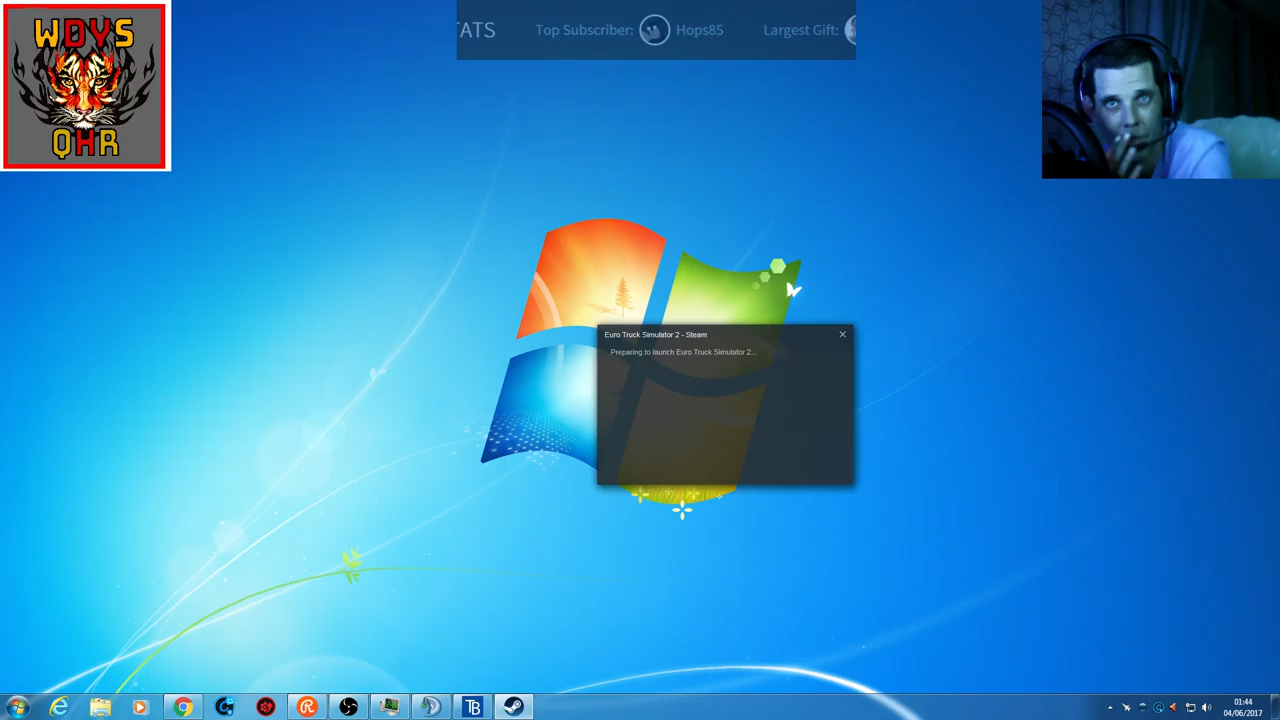 WDYS
QHR
TATS Top Subscriber: Hops85 Largest Gift:
Euro Truck Simulator 2 - Steam
Preparing to launch Euro Truck Simulator 2...
TB
01:44
04/06/2017